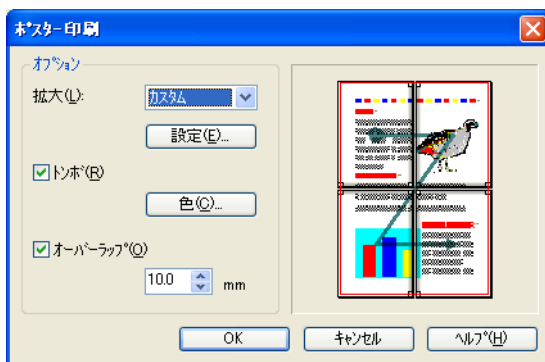 ﾎﾟｽﾀｰ印刷
ｵﾌﾟｼｮﾝ
拡大(L):
ｶｽﾀﾑ
設定(E)...
ﾄﾝﾎﾞ(R)
色(C)...
ｵｰﾊﾞｰﾗｯﾌﾟ(O)
10.0
mm
OK
ｷｬﾝｾﾙ
ﾍﾙﾌﾟ(H)